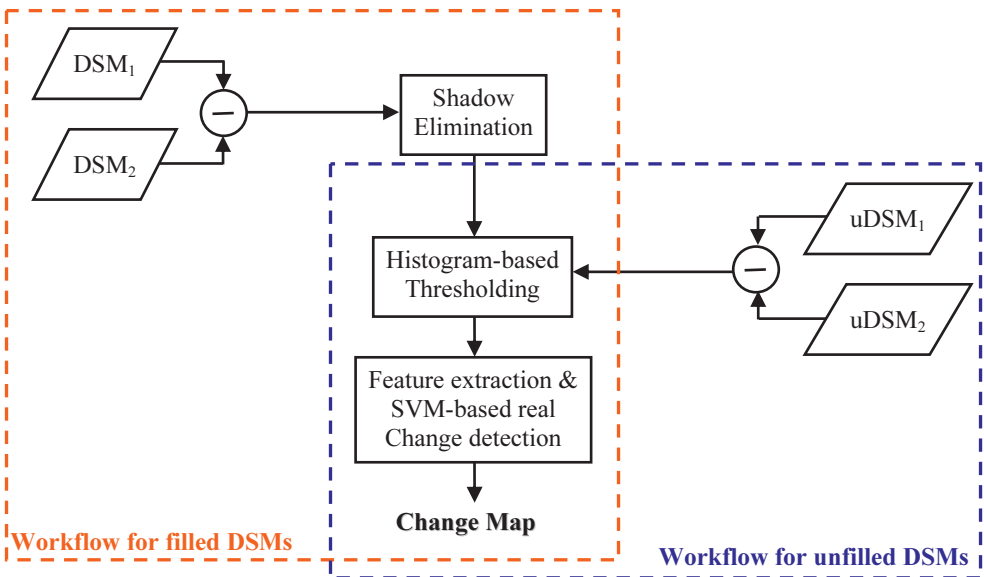 DSM₁
DSM₂
Shadow
Elimination
uDSM₁
uDSM₂
Histogram-based
Thresholding
Feature extraction &
SVM-based real
Change detection
Change Map
Workflow for filled DSMs
Workflow for unfilled DSMs